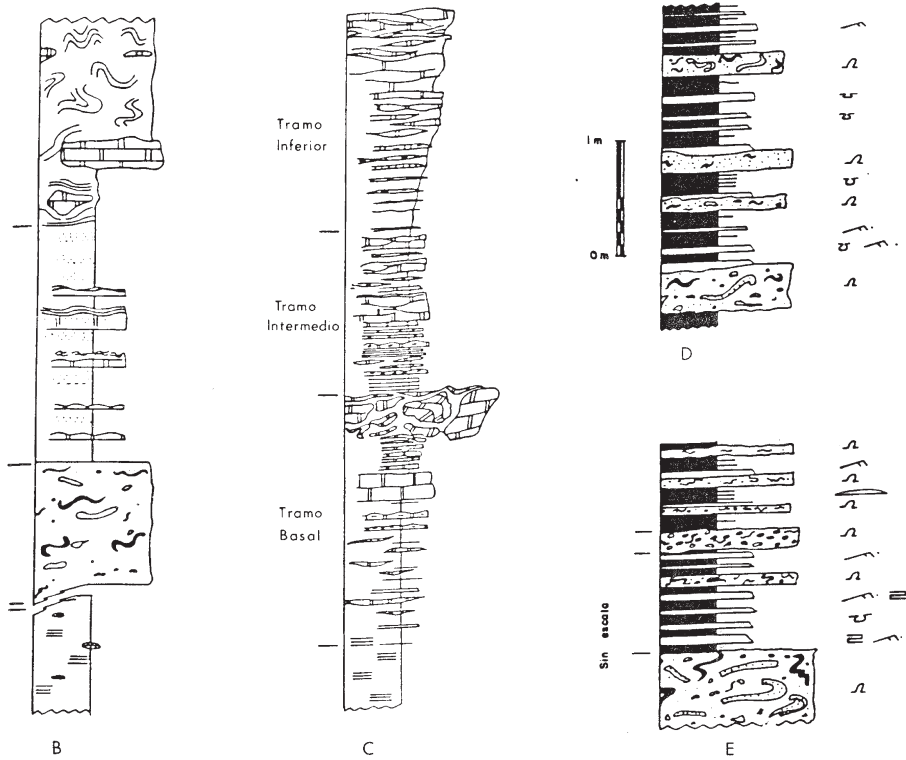 Tramo
Inferior
Tramo
Intermedio
Tramo
Basal
1m
0m
Sin escala
B
C
D
E